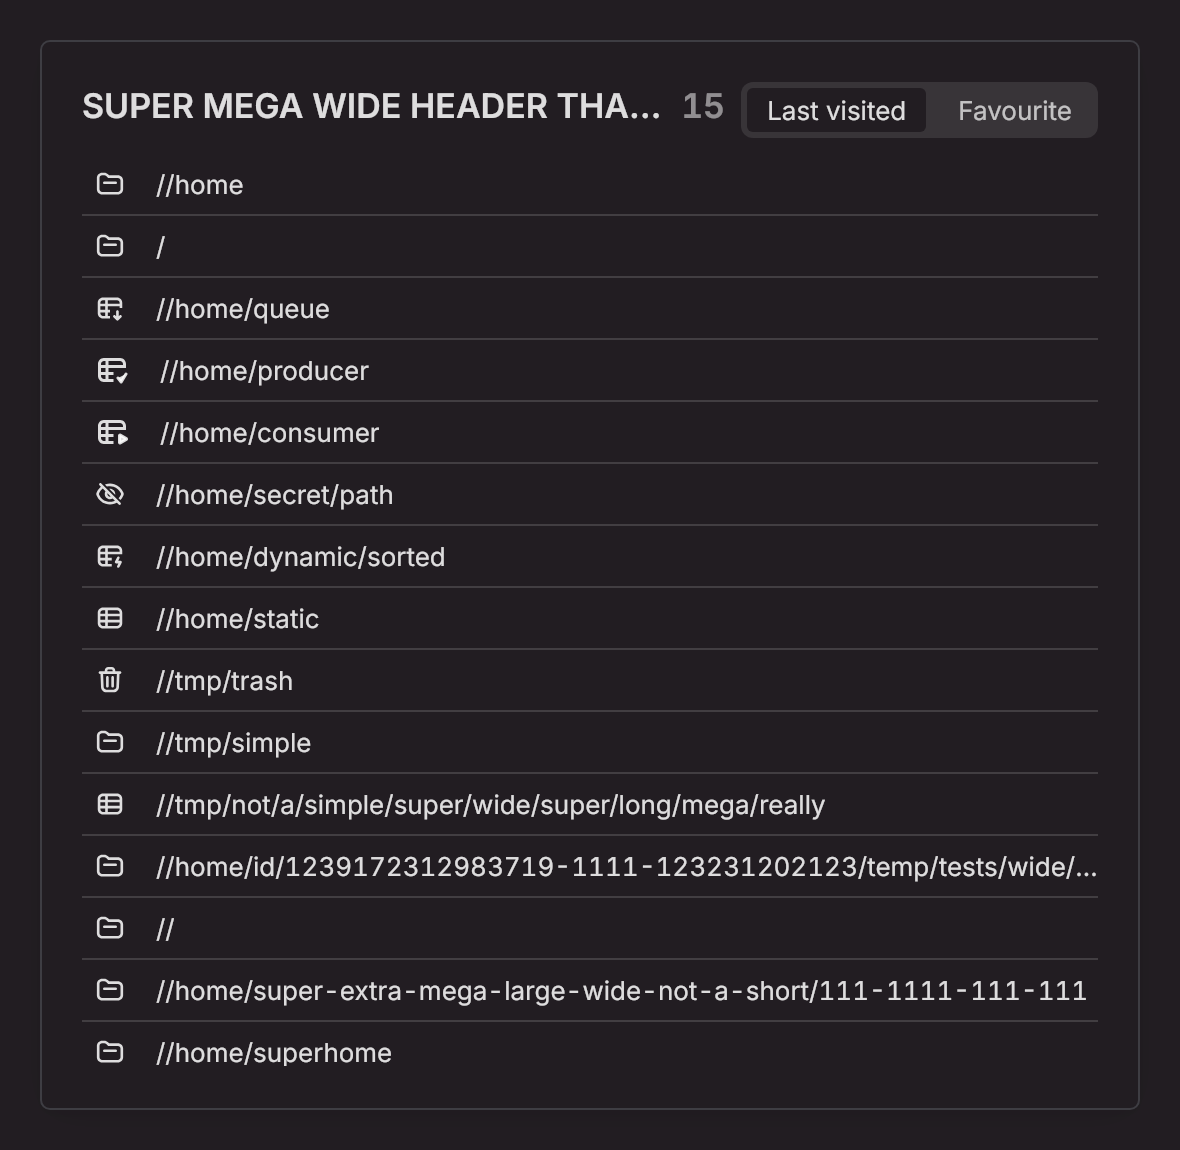 SUPER MEGA WIDE HEADER THA... 15 Last visited Favourite
//home
/
//home/queue
//home/producer
//home/consumer
//home/secret/path
//home/dynamic/sorted
//home/static
//tmp/trash
//tmp/simple
//tmp/not/a/simple/super/wide/super/long/mega/really
//home/id/1239172312983719-1111-123231202123/temp/tests/wide/...
//
//home/super-extra-mega-large-wide-not-a-short/111-1111-111-111
//home/superhome